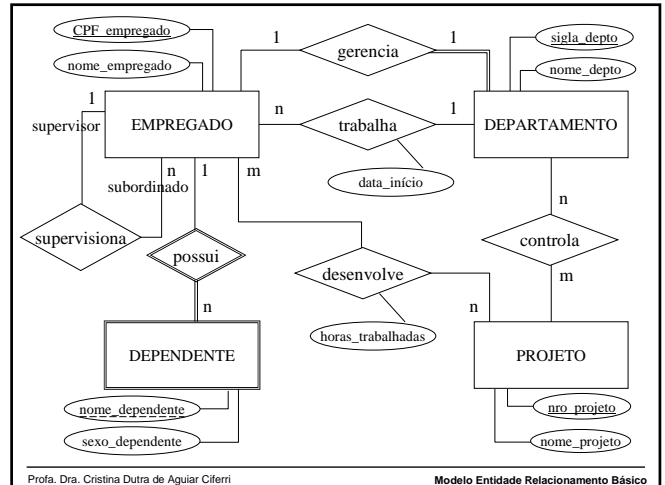 CPF_empregado
nome_empregado
1
gerencia
1
sigla_depto
nome_depto
1
supervisor
EMPREGADO
n
trabalha
1
DEPARTAMENTO
n
subordinado
1
m
data_início
n
supervisiona
possui
desenvolve
controla
m
n
n
horas_trabalhadas
DEPENDENTE
PROJETO
nome_dependente
sexo_dependente
nro_projeto
nome_projeto
Profa. Dra. Cristina Dutra de Aguiar Ciferri
Modelo Entidade Relacionamento Básico